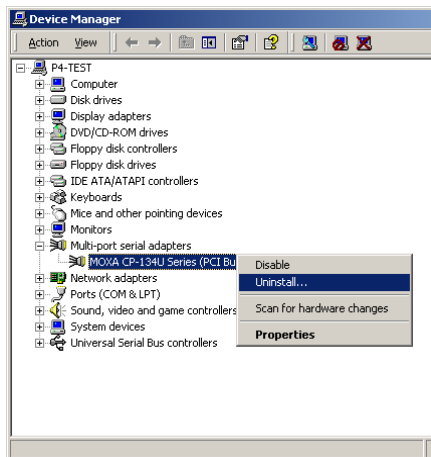 Device Manager
Action View
P4-TEST
Computer
Disk drives
Display adapters
DVD/CD-ROM drives
Floppy disk controllers
Floppy disk drives
IDE ATA/ATAPI controllers
Keyboards
Mice and other pointing devices
Monitors
Multi-port serial adapters
MOXA CP-134U Series (PCI Bu
Network adapters
Ports (COM & LPT)
Sound, video and game controllers
System devices
Universal Serial Bus controllers
Disable
Uninstall...
Scan for hardware changes
Properties